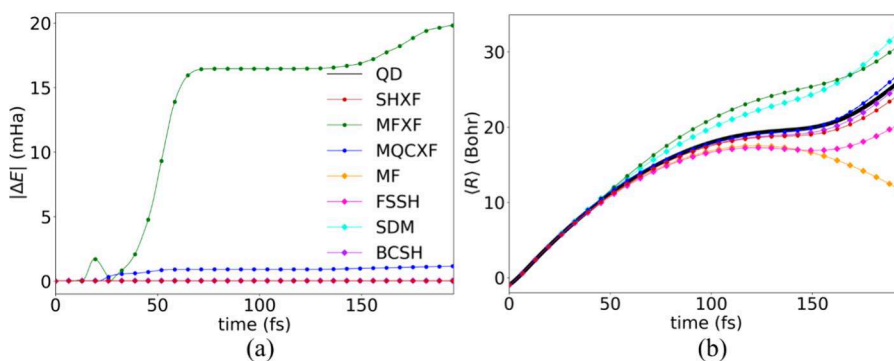 20
15
10
5
0
|ΔE| (mHa)
QD
SHXF
MFXF
MQCXF
MF
FSSH
SDM
BCSH
0 50 100 150
time (fs)
(a)
30
20
10
0
⟨R⟩ (Bohr)
0 50 100 150
time (fs)
(b)